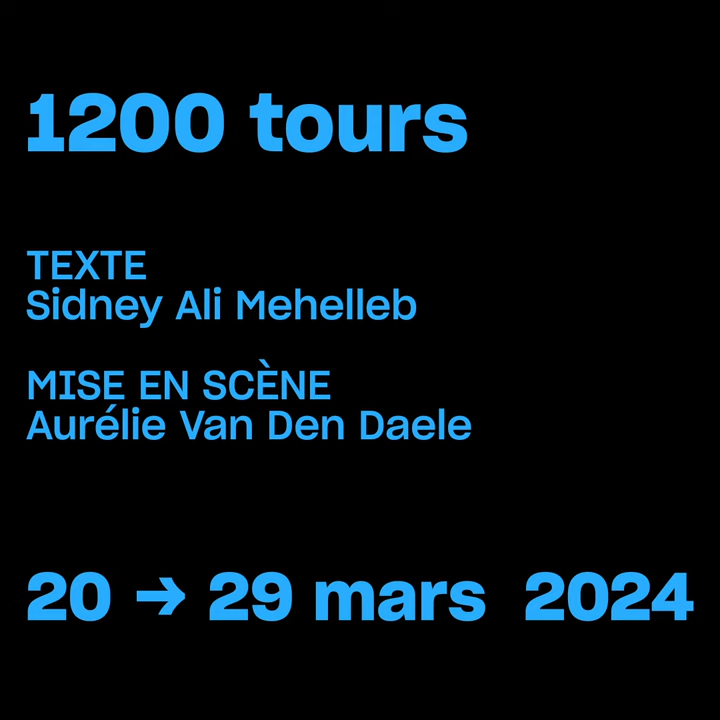 1200 tours
TEXTE
Sidney Ali Mehelleb
MISE EN SCÈNE
Aurélie Van Den Daele
20 → 29 mars 2024